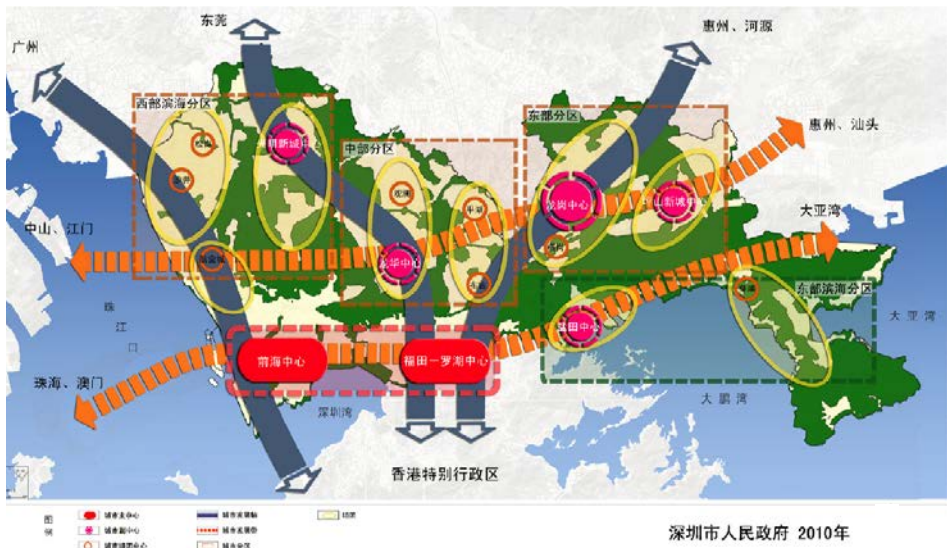 东莞
惠州、河源
广州
西部滨海分区
东部分区
惠州、汕头
中部分区
龙岗中心
大亚湾
中山、江门
龙华中心
东部滨海分区
珠江口
盐田中心
大亚湾
前海中心
福田—罗湖中心
珠海、澳门
深圳湾
大鹏湾
香港特别行政区
图例
城市主中心
城市发展轴
组团
城市副中心
城市发展带
深圳市人民政府 2010年